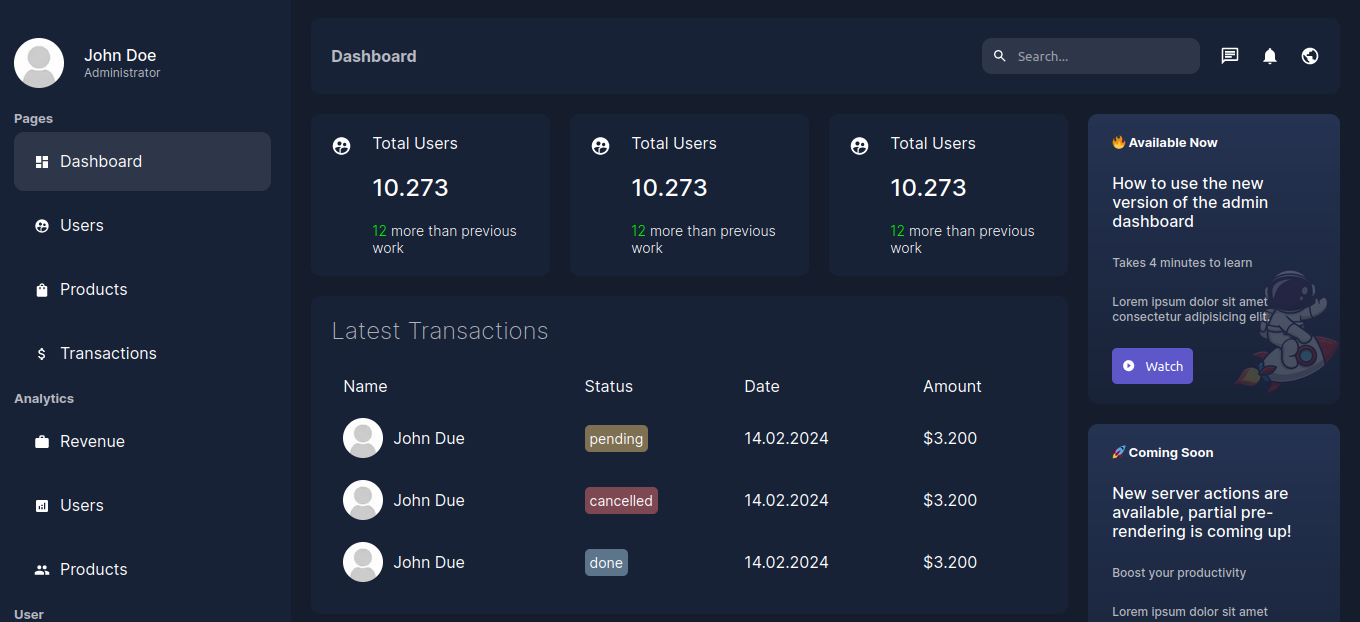 John Doe
Administrator
Pages
Dashboard
Users
Products
Transactions
Analytics
Revenue
Users
Products
User
Dashboard
Search...
Total Users
10.273
12 more than previous
work
Total Users
10.273
12 more than previous
work
Total Users
10.273
12 more than previous
work
Latest Transactions
Name Status Date Amount
John Due pending 14.02.2024 $3.200
John Due cancelled 14.02.2024 $3.200
John Due done 14.02.2024 $3.200
🔥 Available Now
How to use the new
version of the admin
dashboard
Takes 4 minutes to learn
Lorem ipsum dolor sit amet
consectetur adipisicing elit.
Watch
🚀 Coming Soon
New server actions are
available, partial pre-
rendering is coming up!
Boost your productivity
Lorem ipsum dolor sit amet